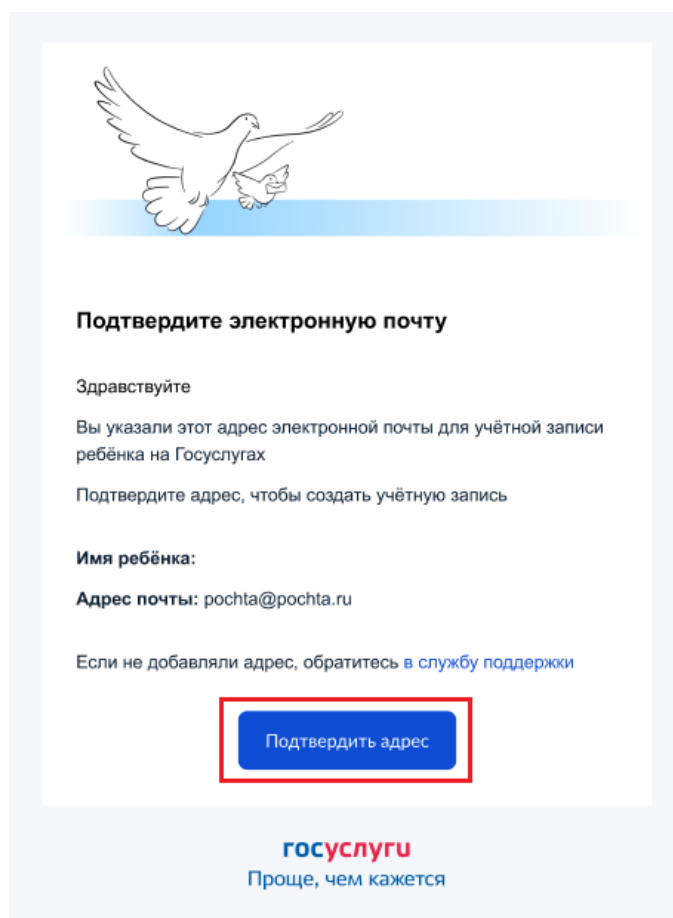 Подтвердите электронную почту
Здравствуйте
Вы указали этот адрес электронной почты для учётной записи
ребёнка на Госуслугах
Подтвердите адрес, чтобы создать учётную запись
Имя ребёнка:
Адрес почты: pochta@pochta.ru
Если не добавляли адрес, обратитесь в службу поддержки
Подтвердить адрес
госуслуги
Проще, чем кажется